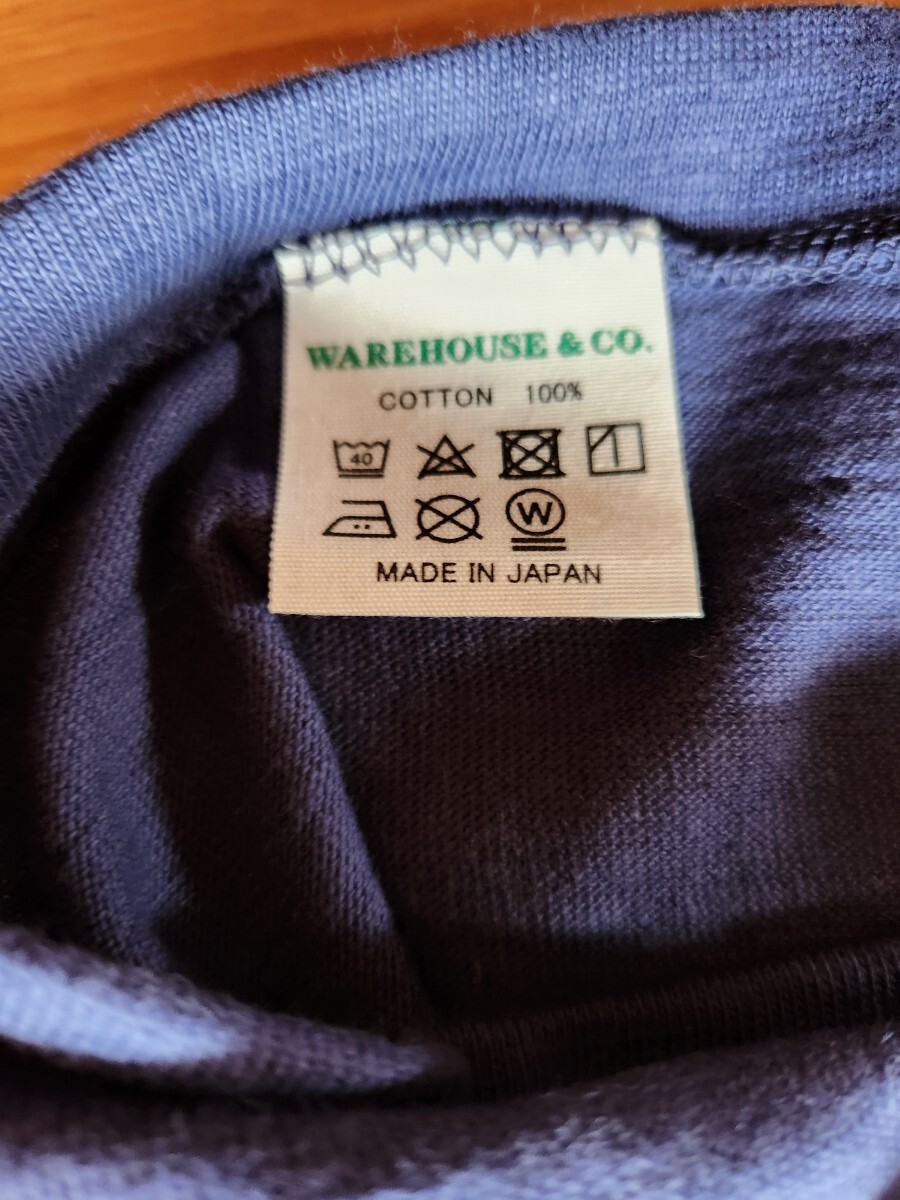 WAREHOUSE & CO.
COTTON 100%
40
W
MADE IN JAPAN